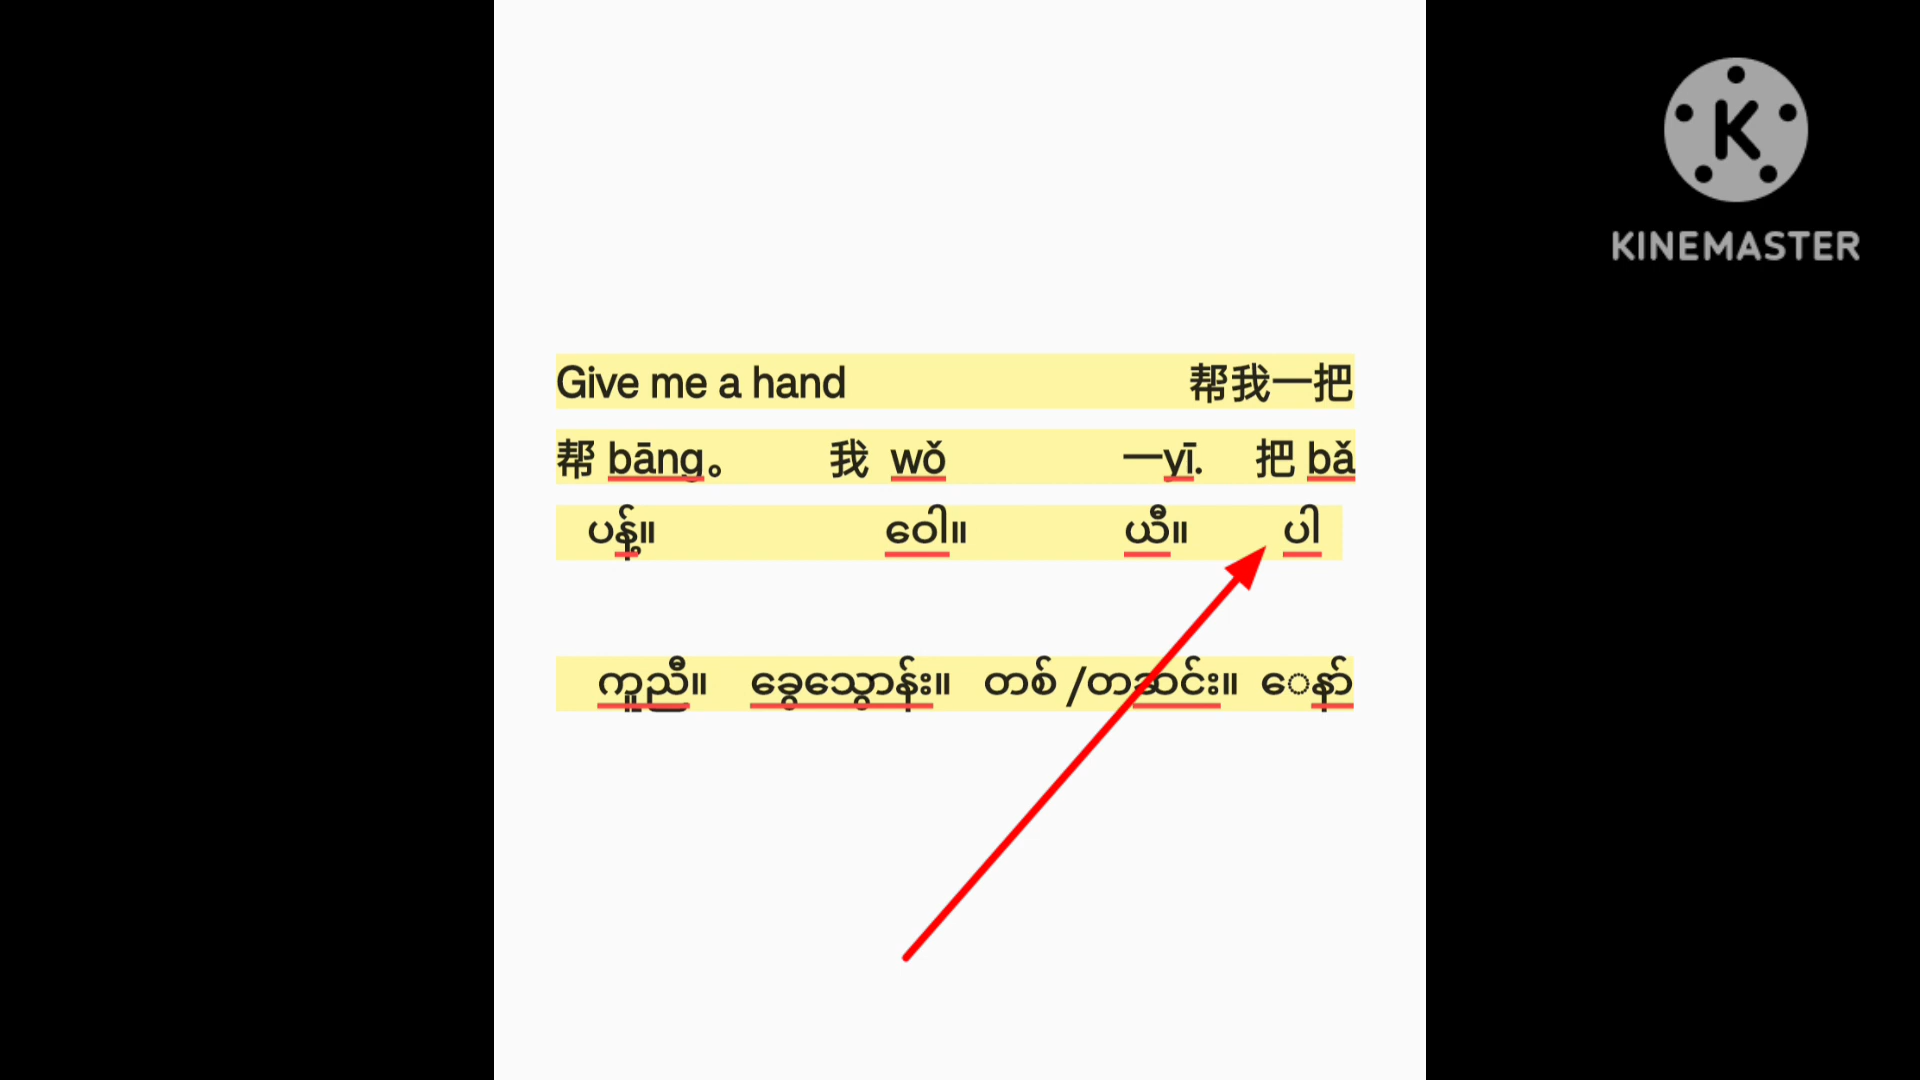 K
KINEMASTER
Give me a hand 帮我一把
帮 bāng。 我 wǒ 一yī. 把 bǎ
ပန့်။ ဝေါ။ ယီ။ ပါ
ကူညီ။ ခွေသွောန်း။ တစ် /တဆင်း။ ေနာ်